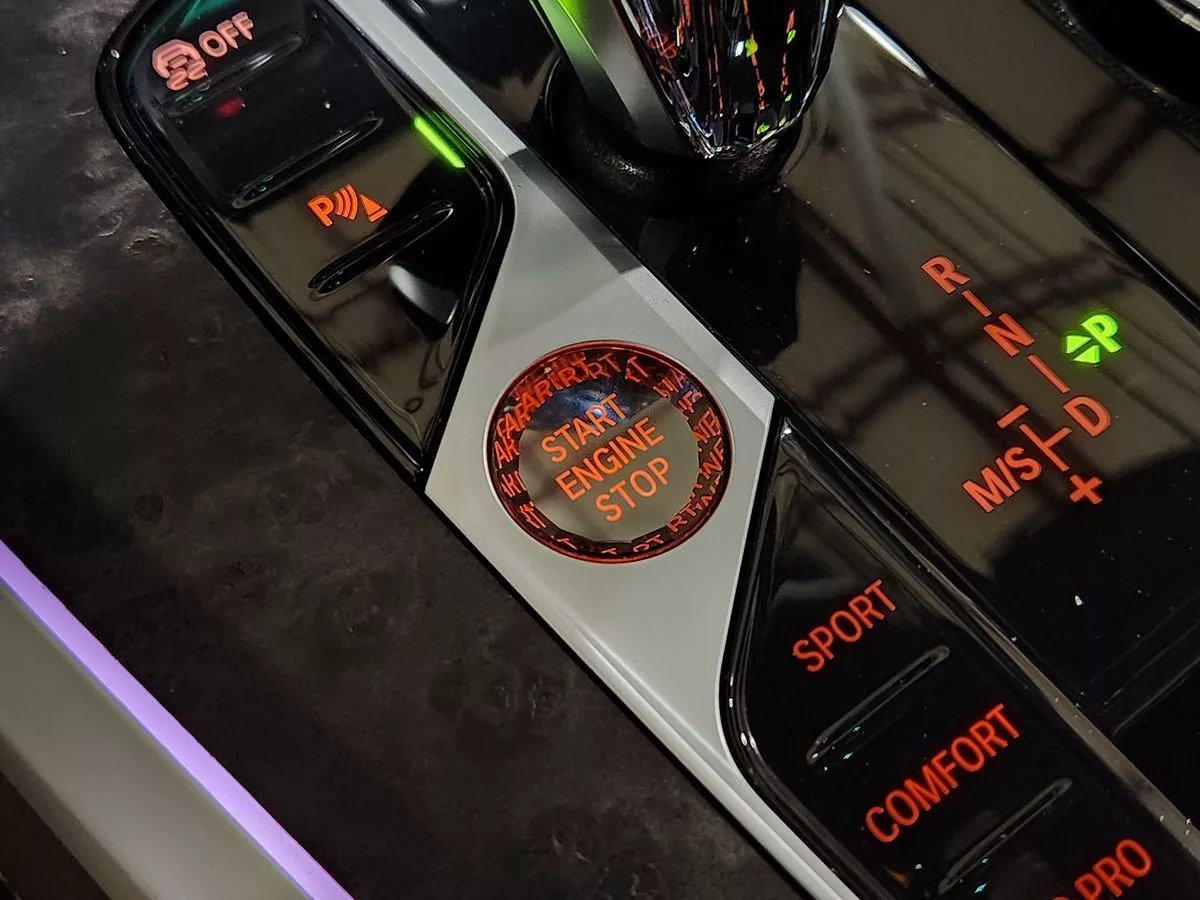 OFF
P
R
N
P
D
M/S
+
START
ENGINE
STOP
SPORT
COMFORT
PRO